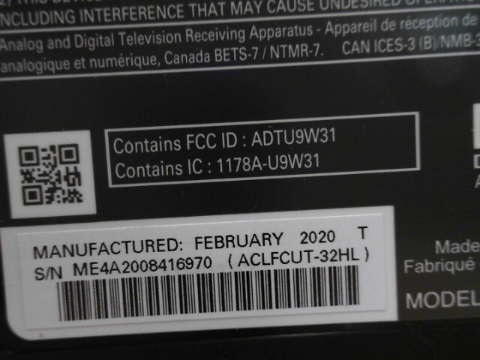 INCLUDING INTERFERENCE THAT MAY CAUSE UNDESIRED OPERATION
Analog and Digital Television Receiving Apparatus - Appareil de réception de
analogique et numérique, Canada BETS-7 / NTMR-7. CAN ICES-3 (B)/NMB-3
Contains FCC ID : ADTU9W31
Contains IC : 1178A-U9W31
MANUFACTURED: FEBRUARY 2020 T
S/N ME4A2008416970 (ACLFCUT-32HL)
Made
Fabriqué
MODEL